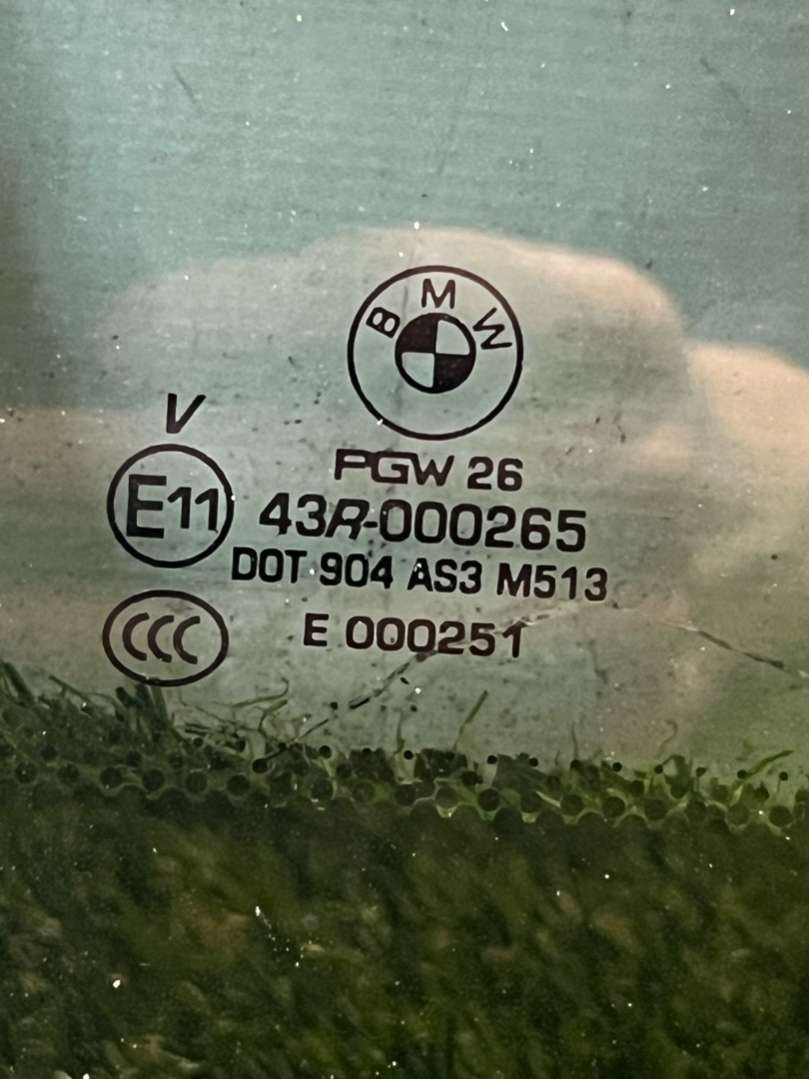 BMW
V
PGW 26
E11 43R-000265
DOT 904 AS3 M513
CCC E 000251